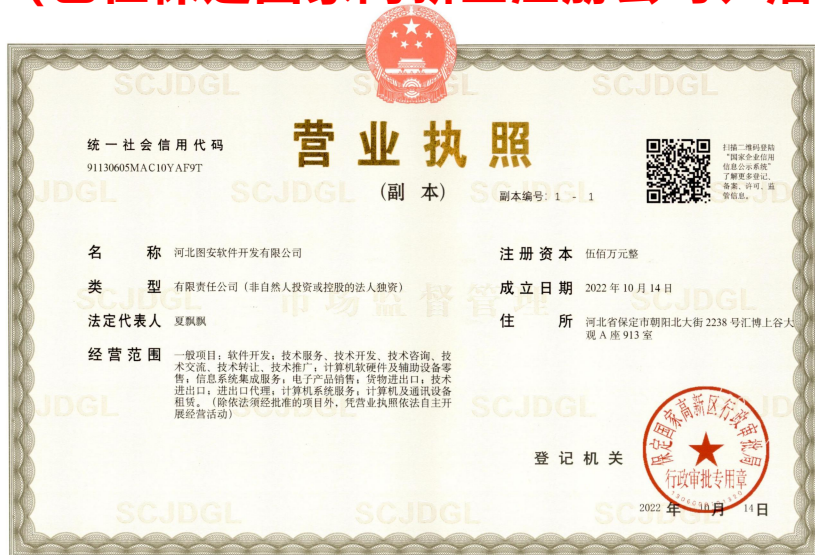 SCJDGL
统一社会信用代码
91130605MAC10YAF9T
营业执照
(副 本)
副本编号: 1 - 1
扫描二维码登陆
“国家企业信用
信息公示系统”
了解更多登记、
备案、许可、监
管信息。
名 称 河北图安软件开发有限公司
注册资本 伍佰万元整
类 型 有限责任公司（非自然人投资或控股的法人独资）
成立日期 2022 年 10 月 14 日
法定代表人 夏飘飘
住 所 河北省保定市朝阳北大街 2238 号汇博上谷大
观 A 座 913 室
经营范围 一般项目：软件开发；技术服务、技术开发、技术咨询、技
术交流、技术转让、技术推广；计算机软硬件及辅助设备零
售；信息系统集成服务；电子产品销售；货物进出口；技术
进出口；进出口代理；计算机系统服务；计算机及通讯设备
租赁。（除依法须经批准的项目外，凭营业执照依法自主开
展经营活动）
市场监督管理
登记机关
保定国家高新区行政审批局
行政审批专用章
2022 年 10 月 14 日